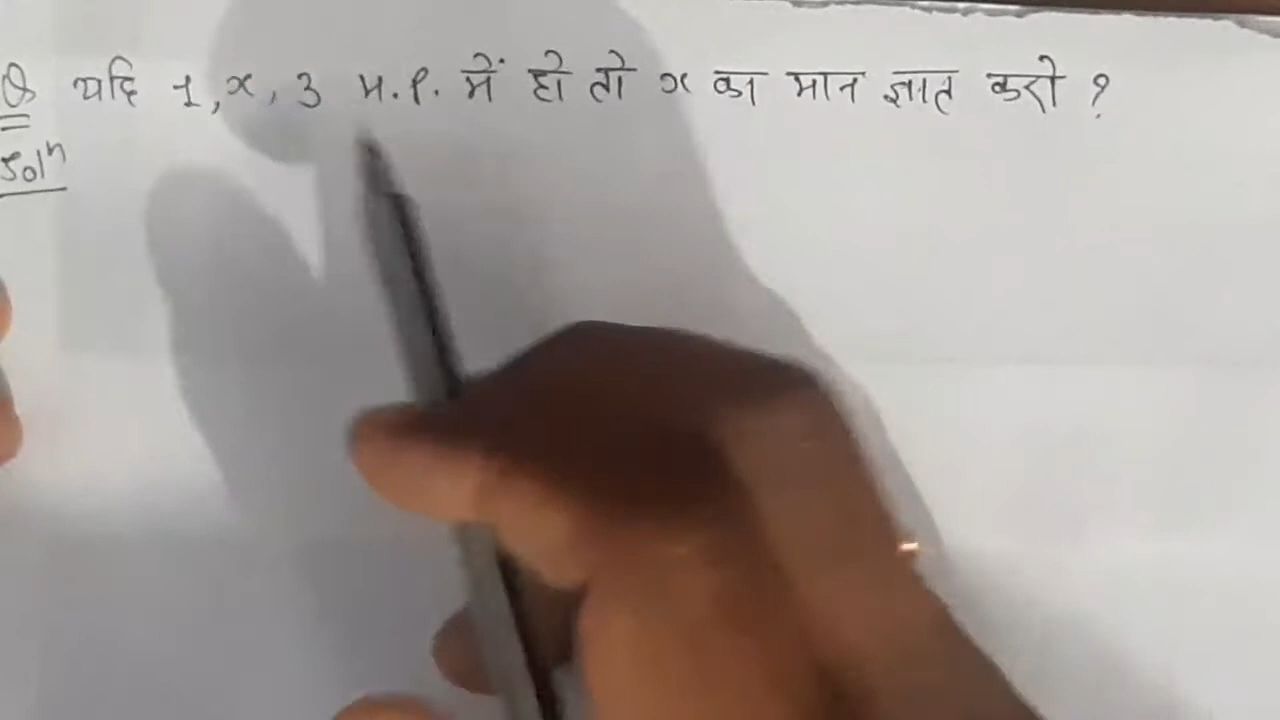 Q यदि 1, x, 3 H.P. में हो तो x का मान ज्ञात करो ?
Solⁿ